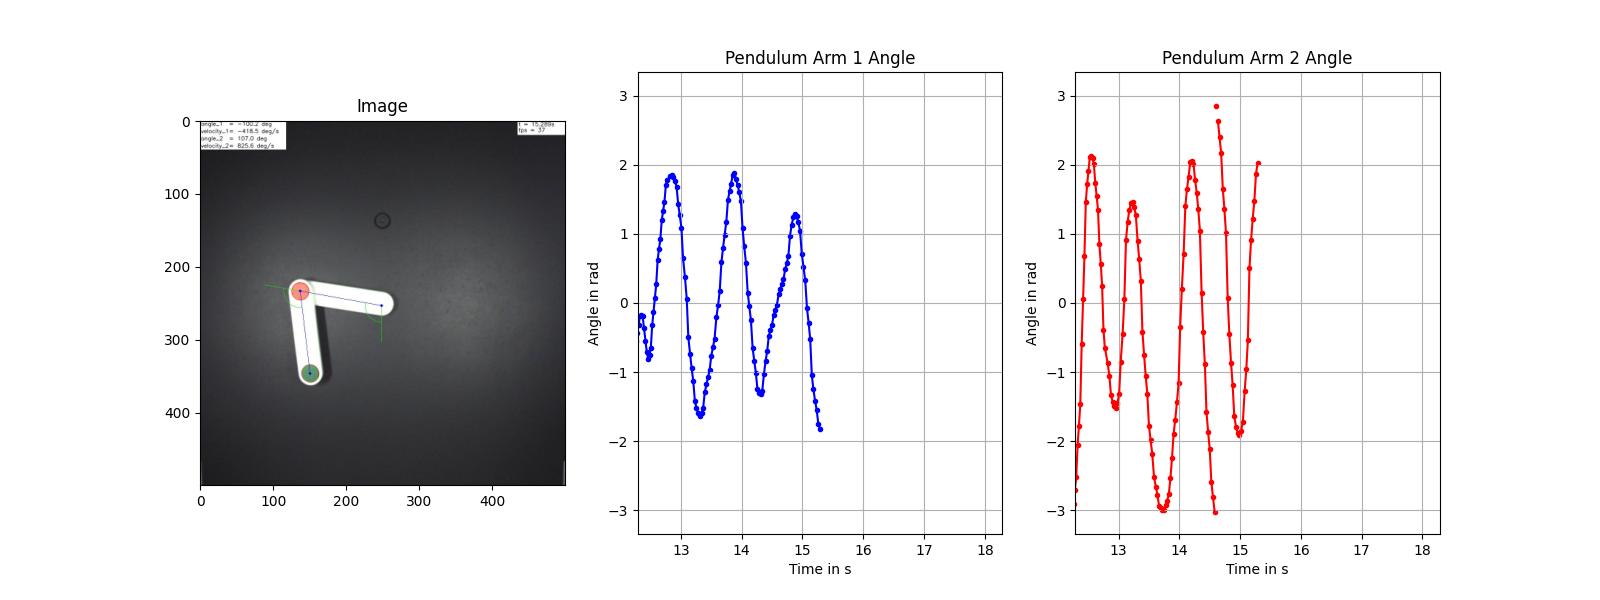 Image
Pendulum Arm 1 Angle
Pendulum Arm 2 Angle
angle_1 = -100.2 deg
velocity_1= -418.5 deg/s
angle_2 = 107.0 deg
velocity_2= 825.6 deg/s
t = 15.289s
fps = 37
0
100
200
300
400
0
100
200
300
400
Angle in rad
3
2
1
0
−1
−2
−3
13
14
15
16
17
18
Time in s
Angle in rad
3
2
1
0
−1
−2
−3
13
14
15
16
17
18
Time in s